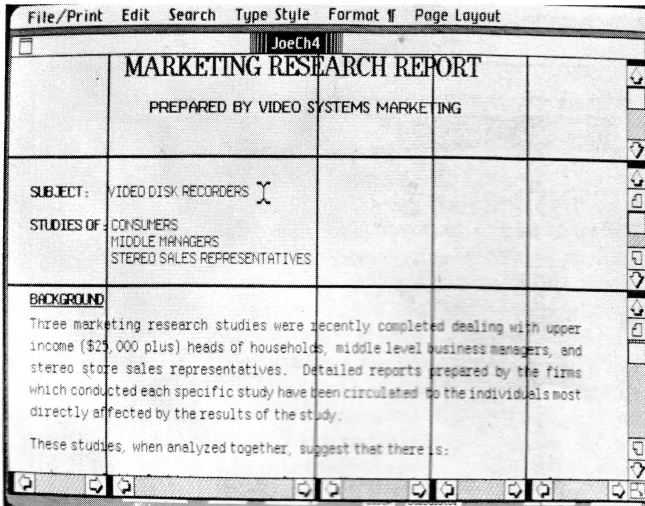 File/Print Edit Search Type Style Format ¶ Page Layout
JoeCh4
MARKETING RESEARCH REPORT
PREPARED BY VIDEO SYSTEMS MARKETING
SUBJECT: VIDEO DISK RECORDERS
STUDIES OF: CONSUMERS
MIDDLE MANAGERS
STEREO SALES REPRESENTATIVES
BACKGROUND
Three marketing research studies were recently completed dealing with upper
income ($25,000 plus) heads of households, middle level business managers, and
stereo store sales representatives. Detailed reports prepared by the firms
which conducted each specific study have been circulated to the individuals most
directly affected by the results of the study.
These studies, when analyzed together, suggest that there is: